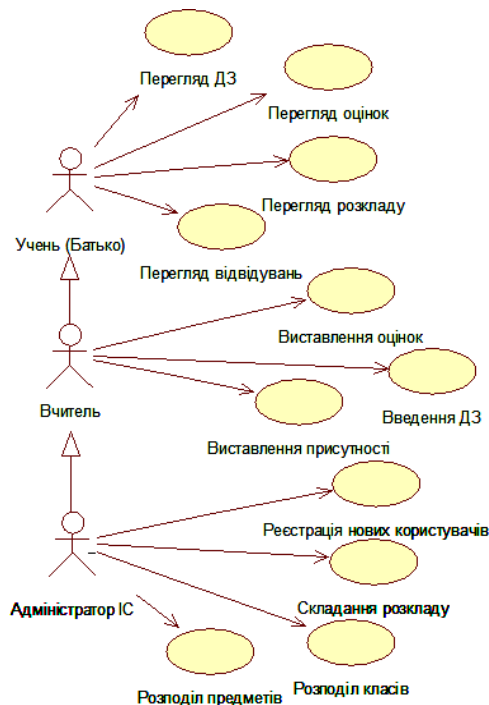 Перегляд ДЗ
Перегляд оцінок
Перегляд розкладу
Учень (Батько)
Перегляд відвідувань
Виставлення оцінок
Вчитель
Введення ДЗ
Виставлення присутності
Реєстрація нових користувачів
Адміністратор ІС
Складання розкладу
Розподіл класів
Розподіл предметів